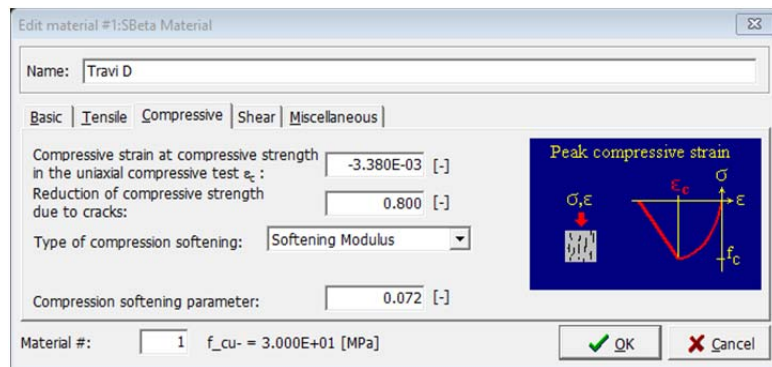 Edit material #1:SBeta Material
Name: Travi D
Basic Tensile Compressive Shear Miscellaneous
Compressive strain at compressive strength
in the uniaxial compressive test εc : -3.380E-03 [-]
Reduction of compressive strength
due to cracks: 0.800 [-]
Type of compression softening: Softening Modulus
Compression softening parameter: 0.072 [-]
Peak compressive strain
σ
εc
σ,ε
ε
fc
Material #: 1 f_cu- = 3.000E+01 [MPa]
OK
Cancel